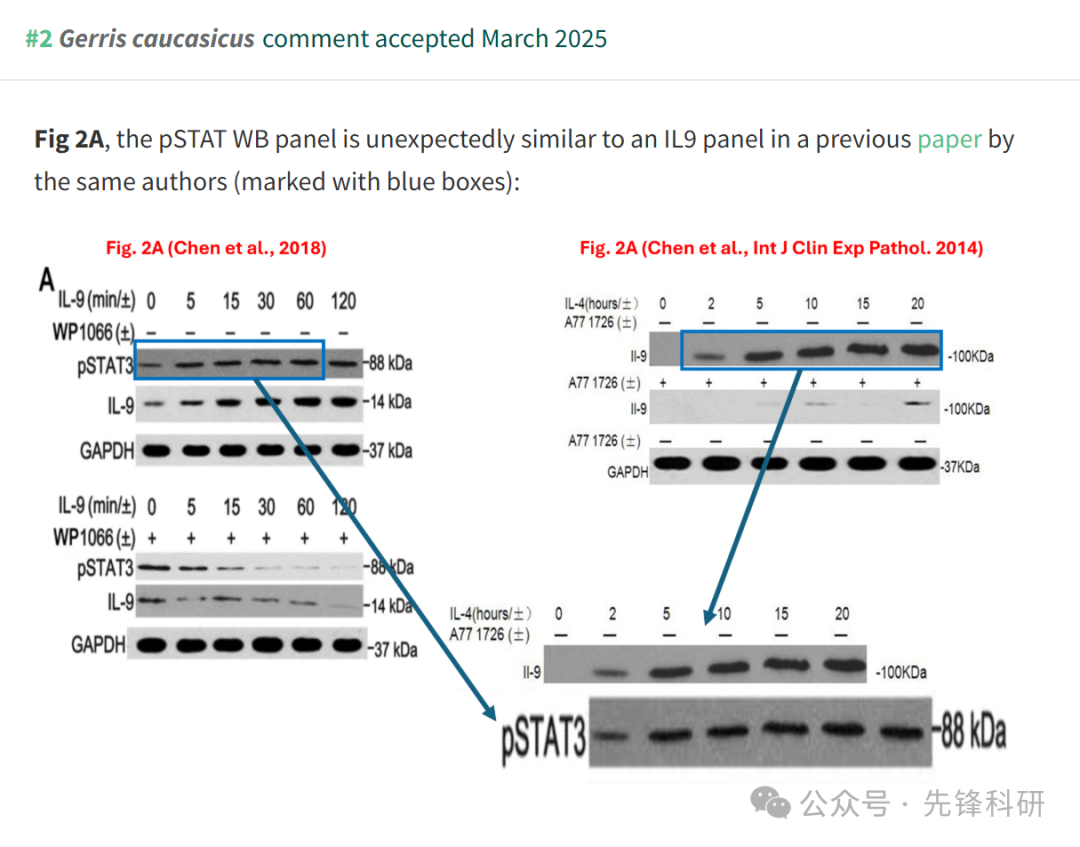 #2 Gerris caucasicus comment accepted March 2025
Fig 2A, the pSTAT WB panel is unexpectedly similar to an IL9 panel in a previous paper by
the same authors (marked with blue boxes):
Fig. 2A (Chen et al., 2018)
A
IL-9(min/±) 0 5 15 30 60 120
WP1066(±) – – – – – –
pSTAT3 -88 kDa
IL-9 -14 kDa
GAPDH -37 kDa
IL-9(min/±) 0 5 15 30 60 120
WP1066(±) + + + + + +
pSTAT3 -88 kDa
IL-9 -14 kDa
GAPDH -37 kDa
Fig. 2A (Chen et al., Int J Clin Exp Pathol. 2014)
IL-4(hours/±) 0 2 5 10 15 20
A77 1726 (±) – – – – – –
Il-9 -100KDa
A77 1726 (±) + + + + + +
Il-9 -100KDa
A77 1726 (±) – – – – – –
GAPDH -37KDa
IL-4(hours/±) 0 2 5 10 15 20
A77 1726 (±) – – – – – –
Il-9 -100KDa
pSTAT3 -88 kDa
公众号 · 先锋科研